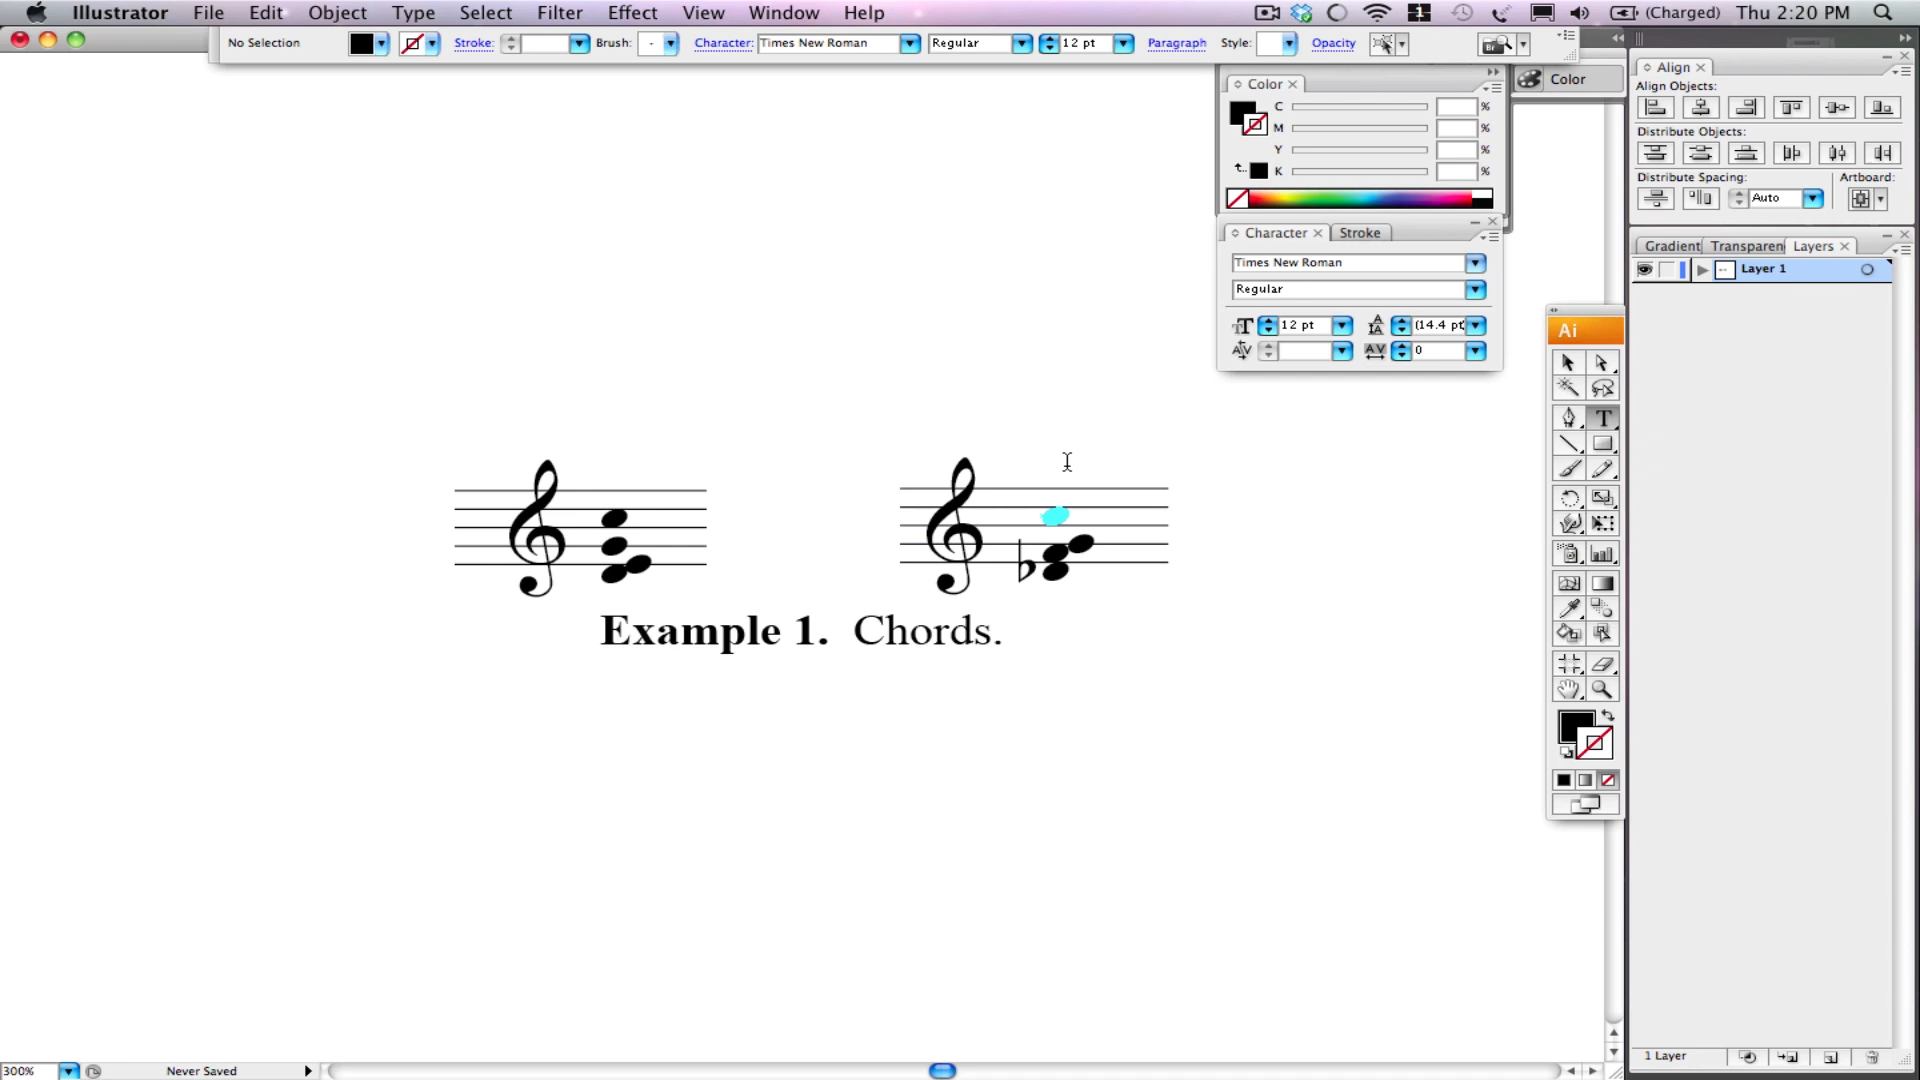 Illustrator File Edit Object Type Select Filter Effect View Window Help 1 (Charged) Thu 2:20 PM
No Selection Stroke: Brush: Character: Times New Roman Regular 12 pt Paragraph Style: Opacity Br
Color
C %
M %
Y %
K %
Character Stroke
Times New Roman
Regular
12 pt (14.4 pt)
0
Color
Align
Align Objects:
Distribute Objects:
Distribute Spacing: Artboard:
Auto
Gradient Transparen Layers
Layer 1
Ai
T
Example 1. Chords.
300% Never Saved
1 Layer